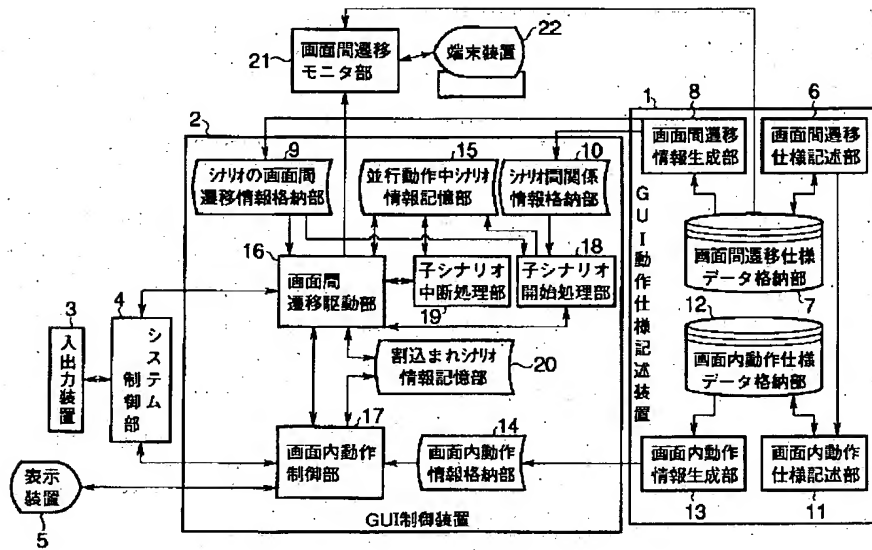 21
画面間遷移
モニタ部
端末装置
22
1
8
画面間遷移
情報生成部
6
画面間遷移
仕様記述部
2
9
シナリオの画面間
遷移情報格納部
15
並行動作中シナリオ
情報記憶部
10
シナリオ間関係
情報格納部
GUI動作仕様記述装置
画面間遷移仕様
データ格納部
7
16
画面間
遷移駆動部
子シナリオ
中断処理部
19
18
子シナリオ
開始処理部
12
画面内動作仕様
データ格納部
3
入出力装置
4
システム
制御部
割込まれシナリオ
情報記憶部
20
17
画面内動作
制御部
14
画面内動作
情報格納部
画面内動作
情報生成部
13
画面内動作
仕様記述部
11
表示
装置
5
GUI制御装置